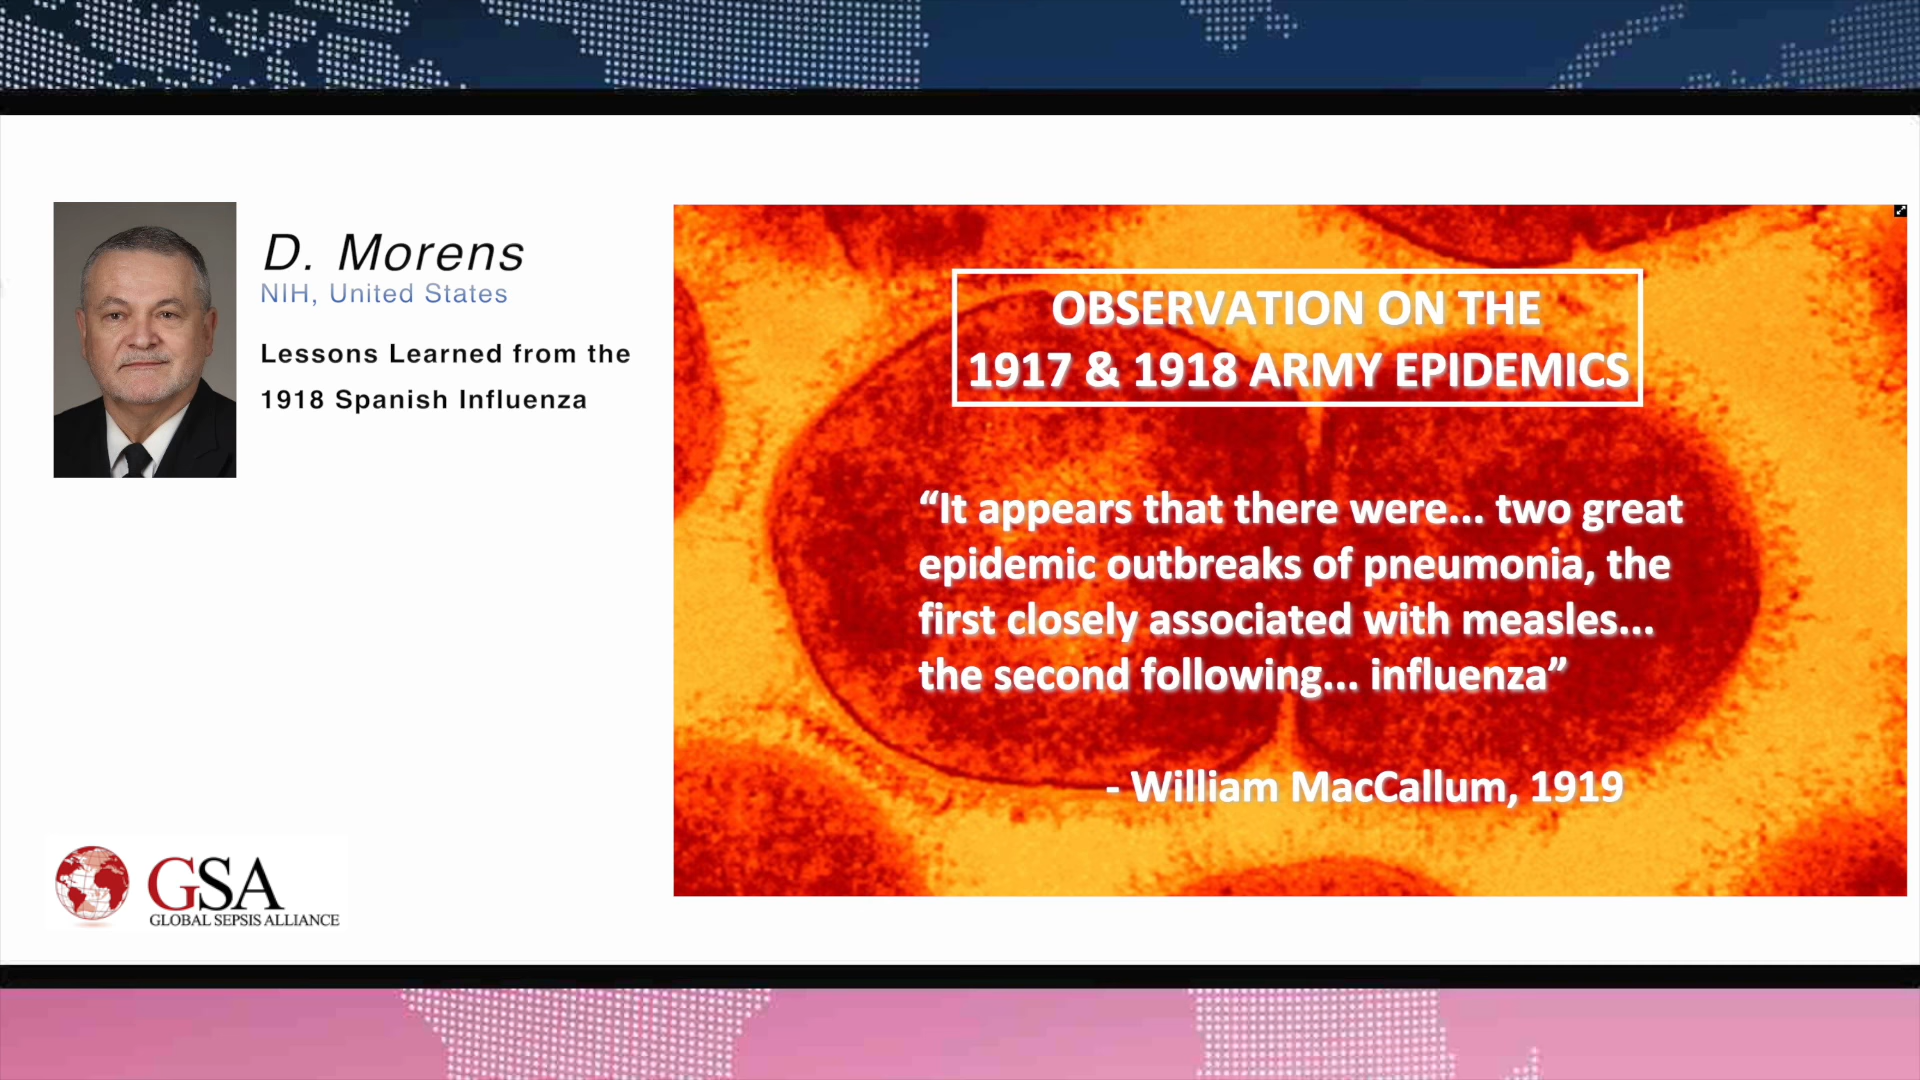 D. Morens
NIH, United States
Lessons Learned from the
1918 Spanish Influenza
OBSERVATION ON THE
1917 & 1918 ARMY EPIDEMICS
“It appears that there were... two great
epidemic outbreaks of pneumonia, the
first closely associated with measles...
the second following... influenza”
- William MacCallum, 1919
GSA
GLOBAL SEPSIS ALLIANCE